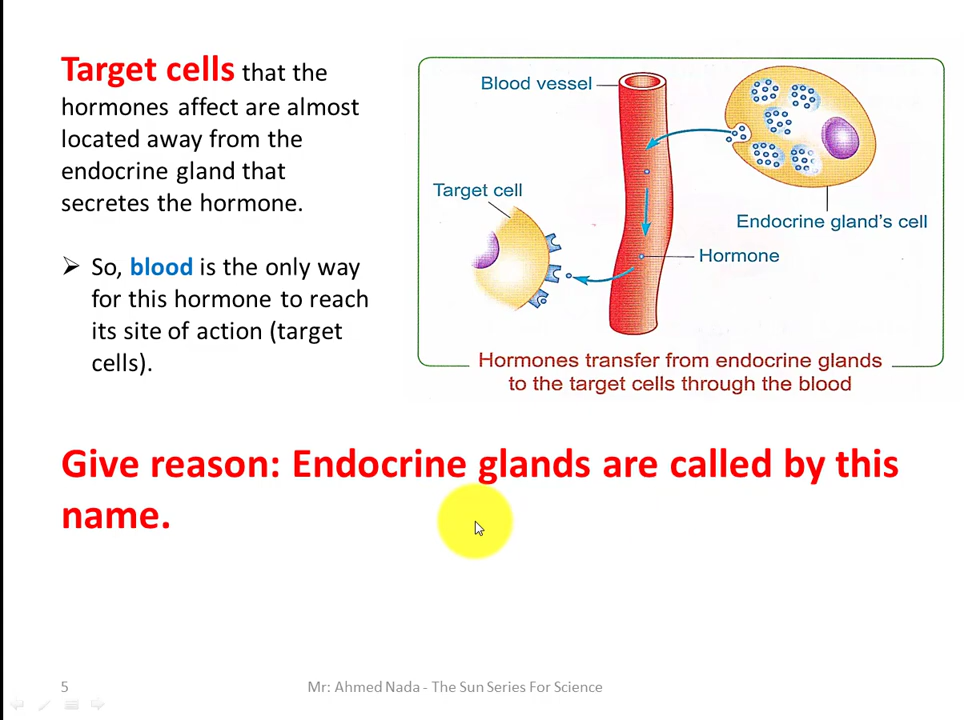 Target cells that the
hormones affect are almost
located away from the
endocrine gland that
secretes the hormone.
So, blood is the only way
for this hormone to reach
its site of action (target
cells).
Blood vessel
Target cell
Endocrine gland's cell
Hormone
Hormones transfer from endocrine glands
to the target cells through the blood
Give reason: Endocrine glands are called by this
name.
5
Mr: Ahmed Nada - The Sun Series For Science